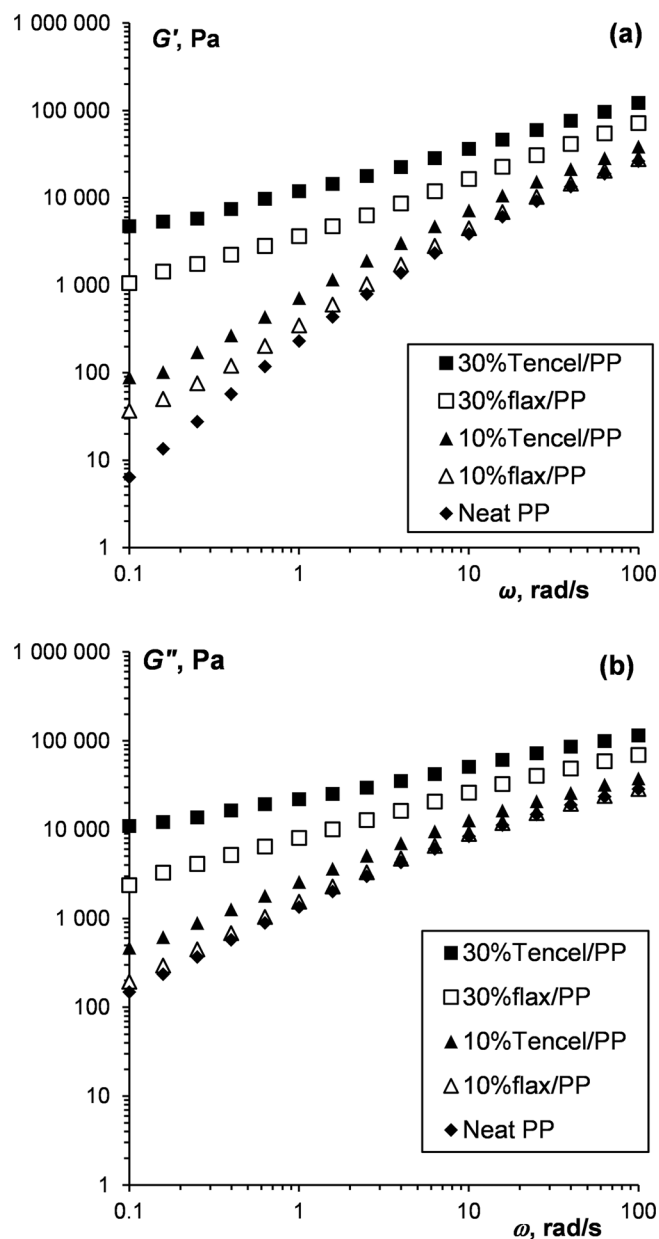 G′, Pa
(a)
1 000 000
100 000
10 000
1 000
100
10
1
30%Tencel/PP
30%flax/PP
10%Tencel/PP
10%flax/PP
Neat PP
0.1 1 10 100
ω, rad/s
G″, Pa
(b)
1 000 000
100 000
10 000
1 000
100
10
1
30%Tencel/PP
30%flax/PP
10%Tencel/PP
10%flax/PP
Neat PP
0.1 1 10 100
ω, rad/s